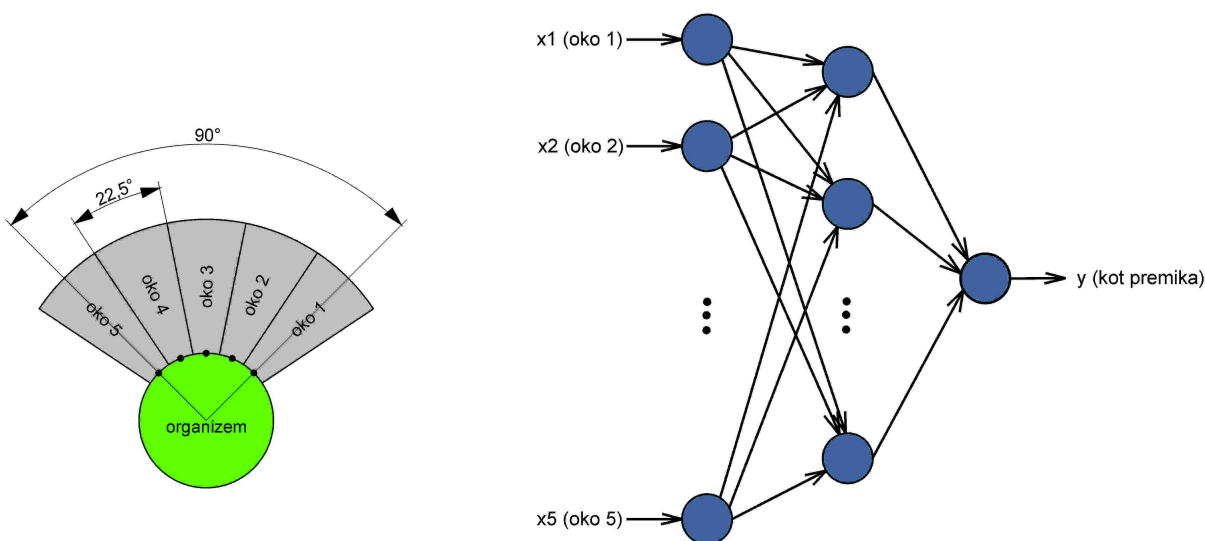 90°
22,5°
oko 5
oko 4
oko 3
oko 2
oko 1
organizem
x1 (oko 1)
x2 (oko 2)
x5 (oko 5)
y (kot premika)